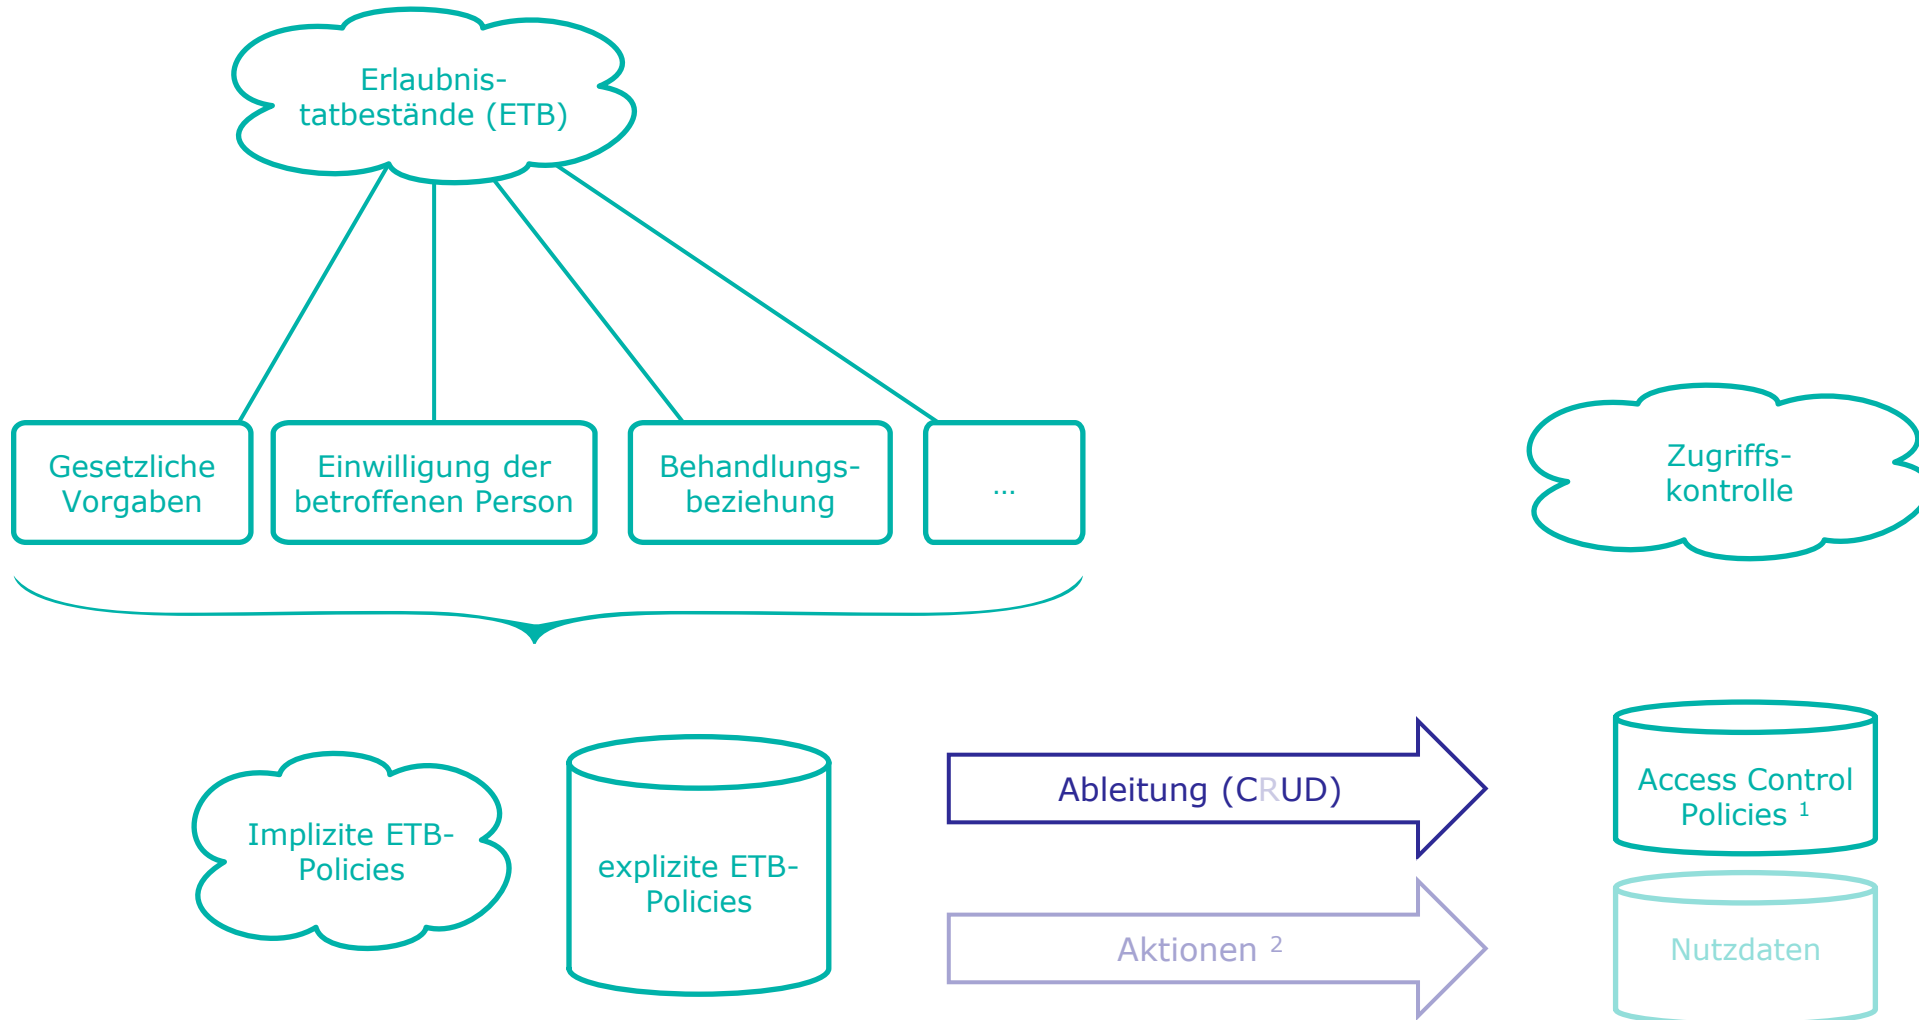 Erlaubnis-
tatbestände (ETB)
Gesetzliche
Vorgaben
Einwilligung der
betroffenen Person
Behandlungs-
beziehung
...
Zugriffs-
kontrolle
Implizite ETB-
Policies
explizite ETB-
Policies
Ableitung (CRUD)
Aktionen ²
Access Control
Policies ¹
Nutzdaten